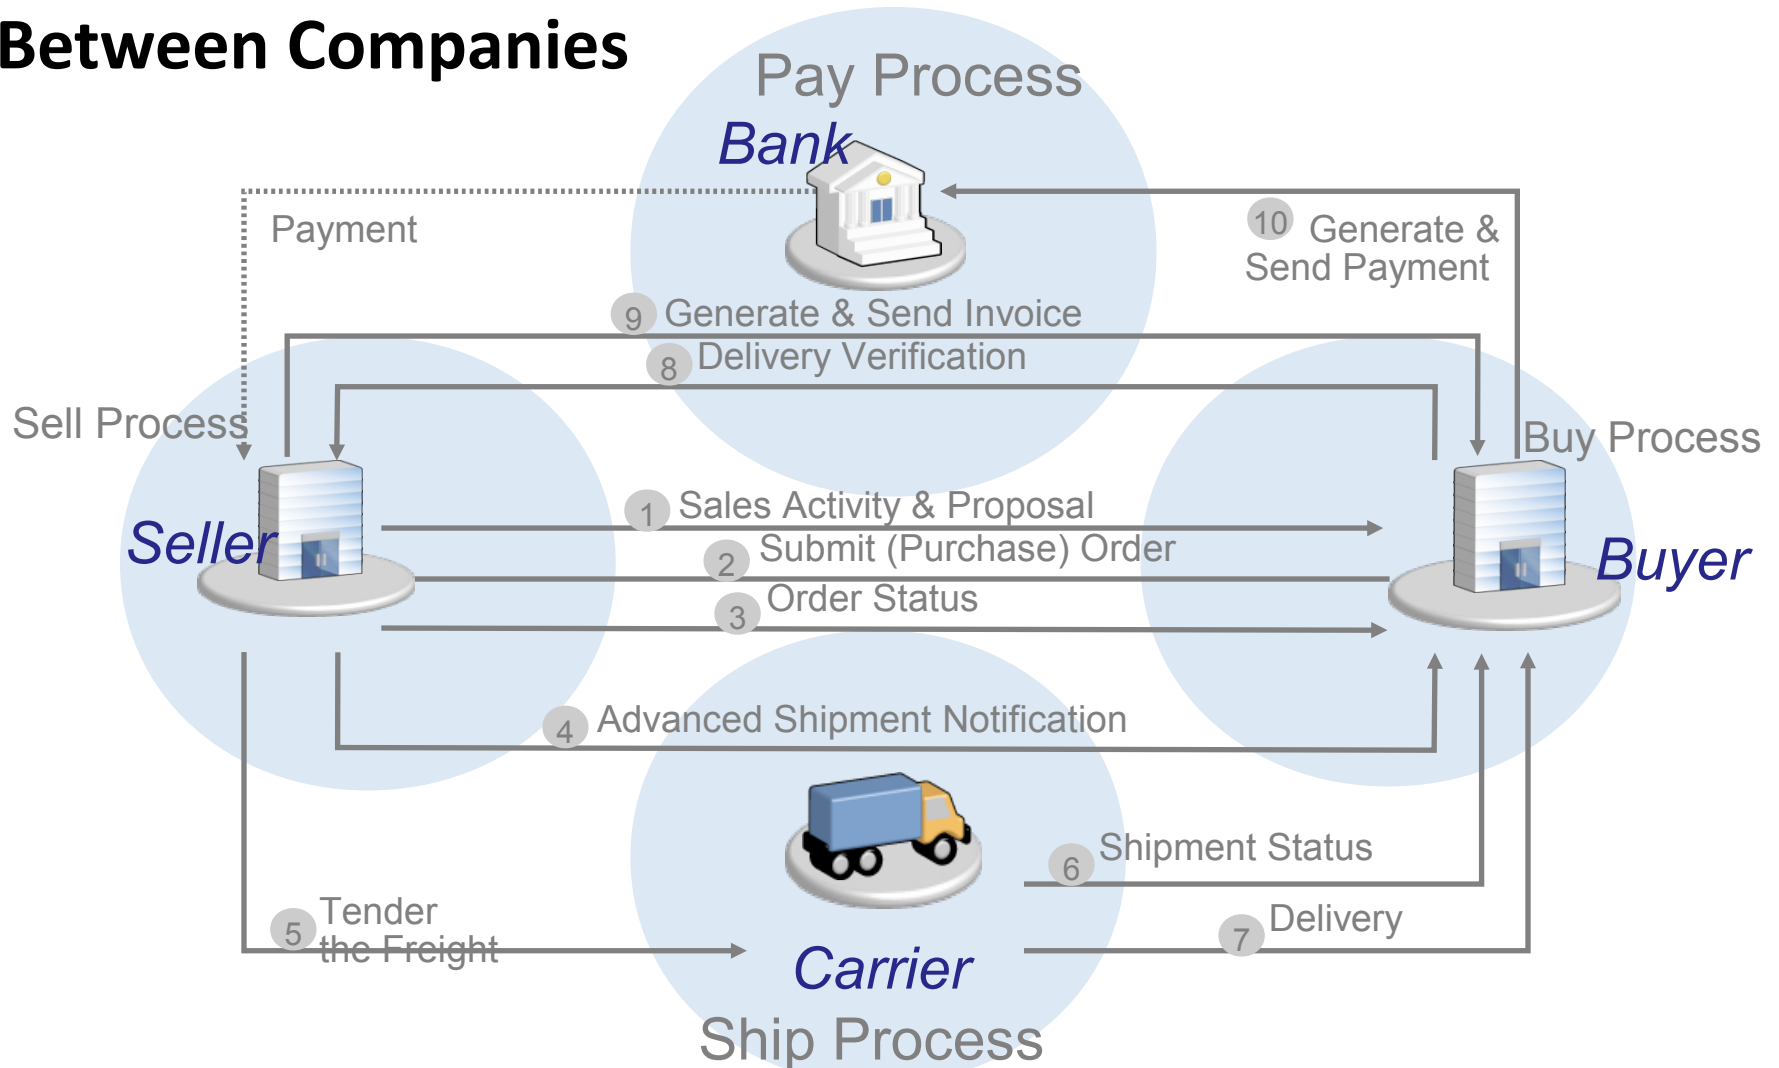 Between Companies
Pay Process
Bank
Payment
10 Generate &
Send Payment
9 Generate & Send Invoice
8 Delivery Verification
Sell Process
Buy Process
1 Sales Activity & Proposal
Seller
2 Submit (Purchase) Order
Buyer
3 Order Status
4 Advanced Shipment Notification
6 Shipment Status
5 Tender
the Freight
7 Delivery
Carrier
Ship Process